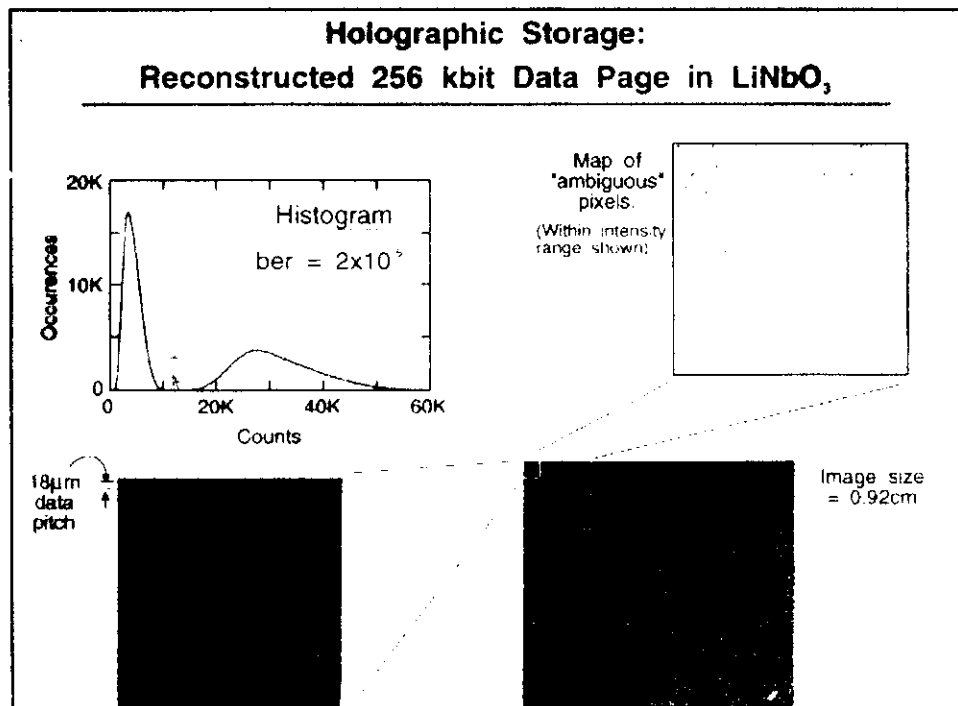 Holographic Storage:
Reconstructed 256 kbit Data Page in LiNbO₃
20K
10K
0
Occurrences
Histogram
ber = 2x10
0
20K
40K
60K
Counts
Map of
"ambiguous"
pixels.
(Within intensity
range shown)
18µm
data
pitch
Image size
= 0.92cm